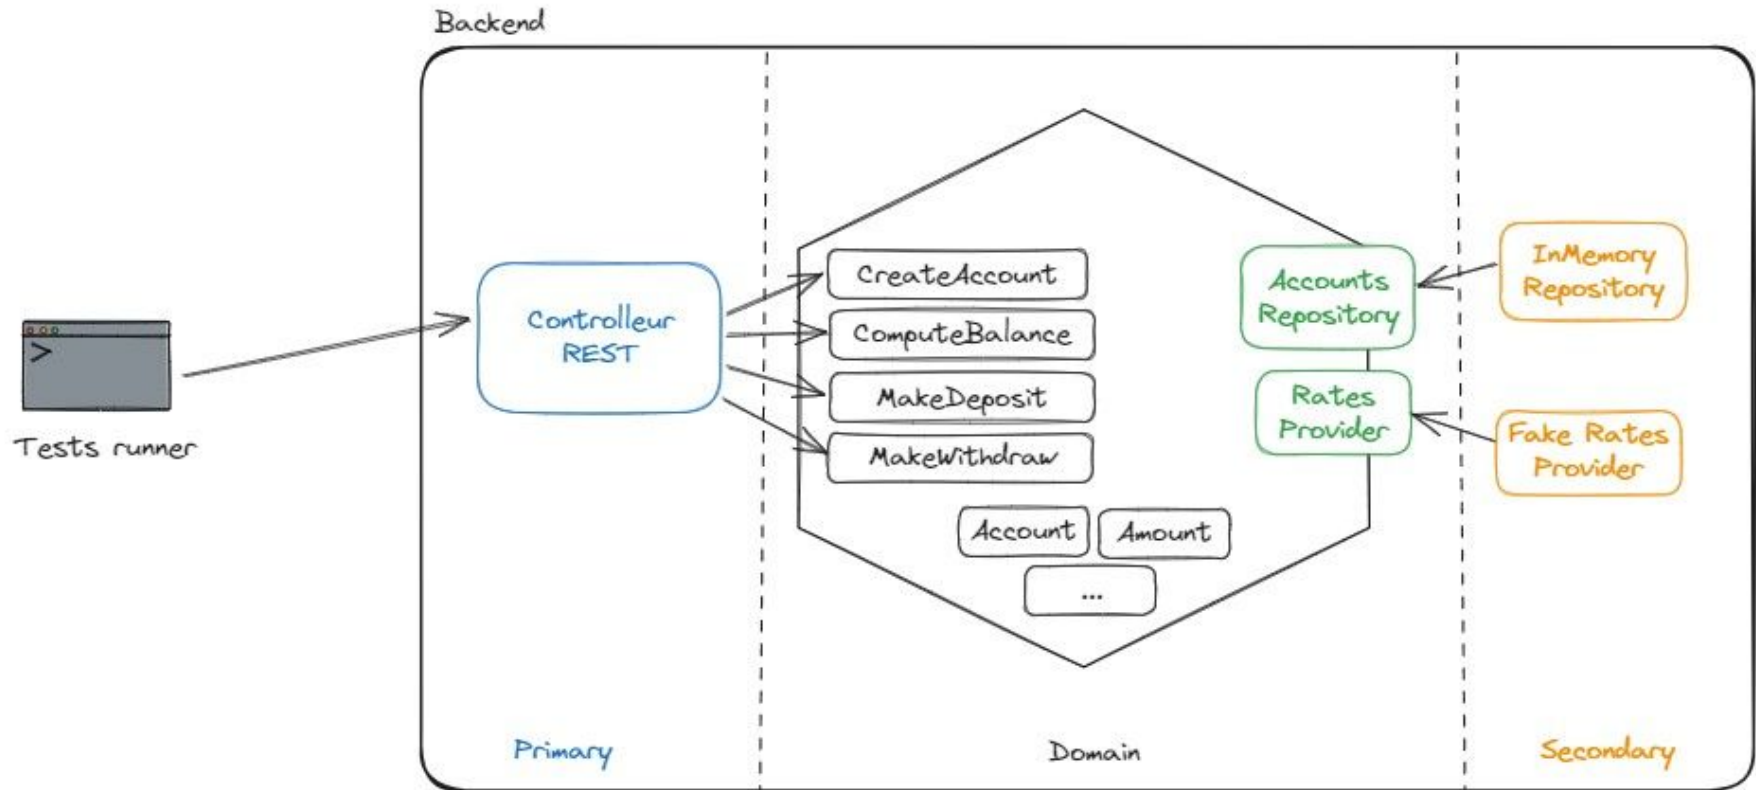 Backend
Tests runner
>
Controlleur
REST
CreateAccount
ComputeBalance
MakeDeposit
MakeWithdraw
Account
Amount
...
Accounts
Repository
Rates
Provider
InMemory
Repository
Fake Rates
Provider
Primary
Domain
Secondary